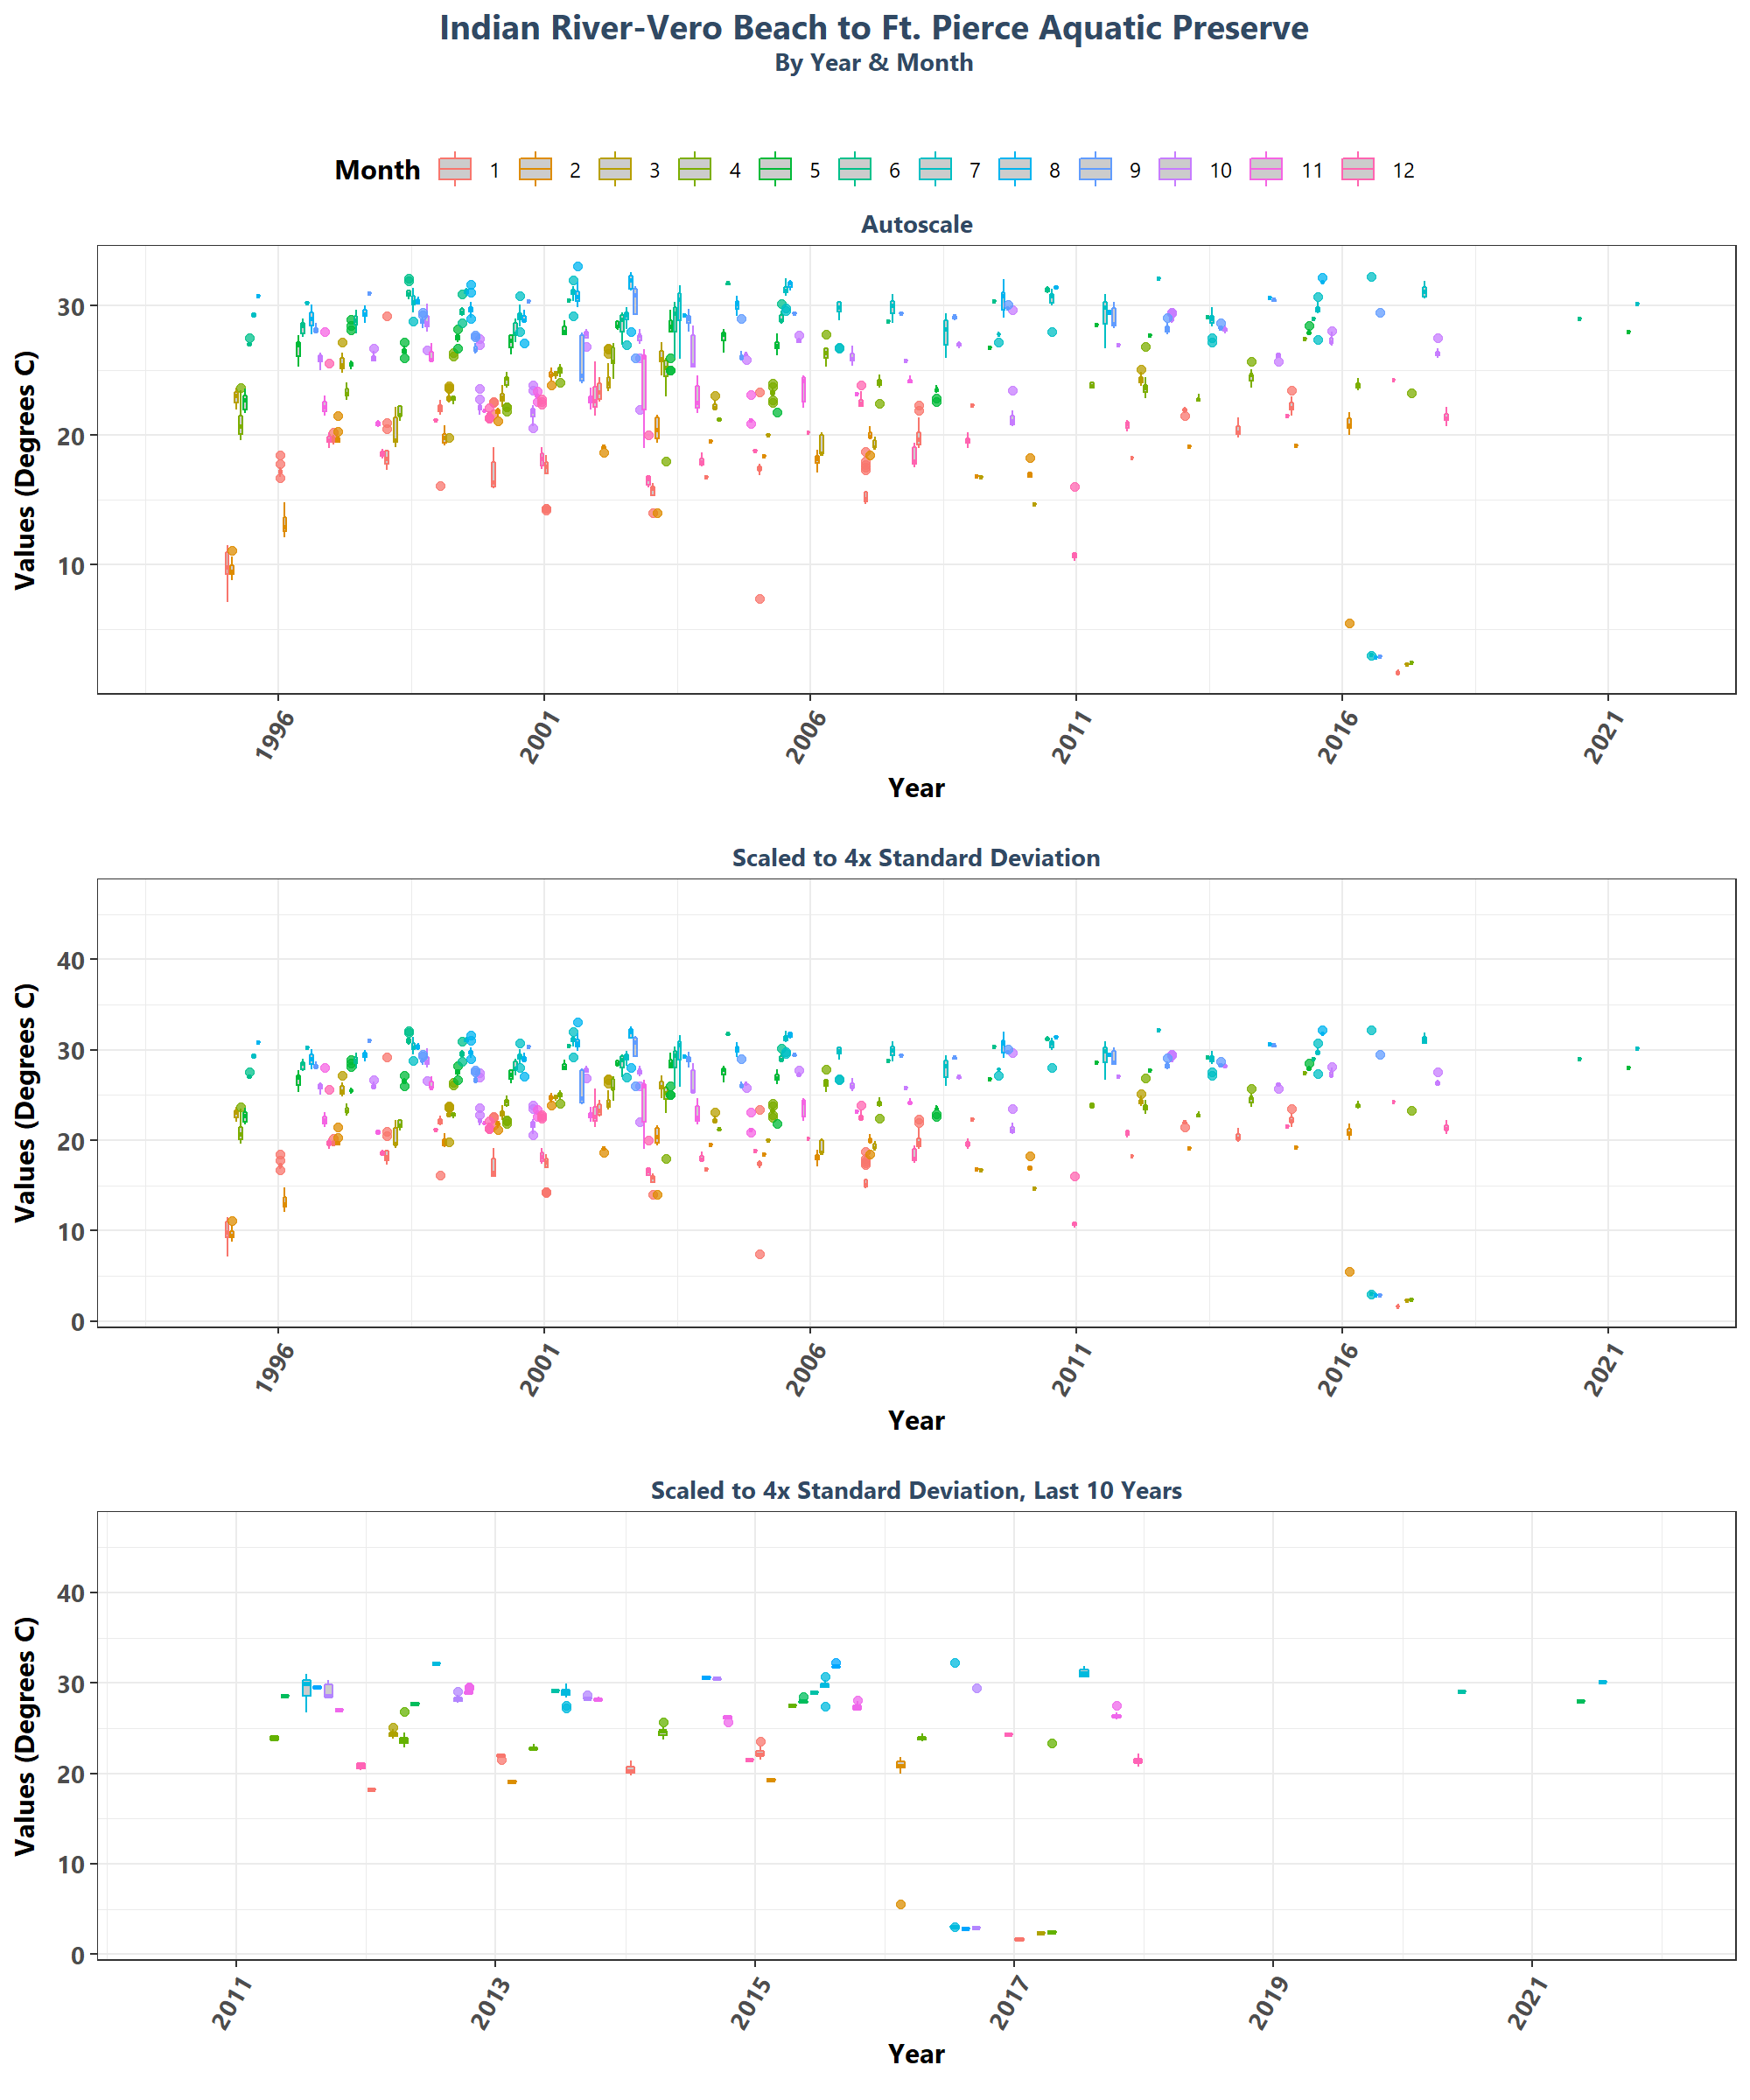 Indian River-Vero Beach to Ft. Pierce Aquatic Preserve
By Year & Month
Month 1 2 3 4 5 6 7 8 9 10 11 12
Autoscale
Values (Degrees C)
30
20
10
1996 2001 2006 2011 2016 2021
Year
Scaled to 4x Standard Deviation
Values (Degrees C)
40
30
20
10
0
1996 2001 2006 2011 2016 2021
Year
Scaled to 4x Standard Deviation, Last 10 Years
Values (Degrees C)
40
30
20
10
0
2011 2013 2015 2017 2019 2021
Year